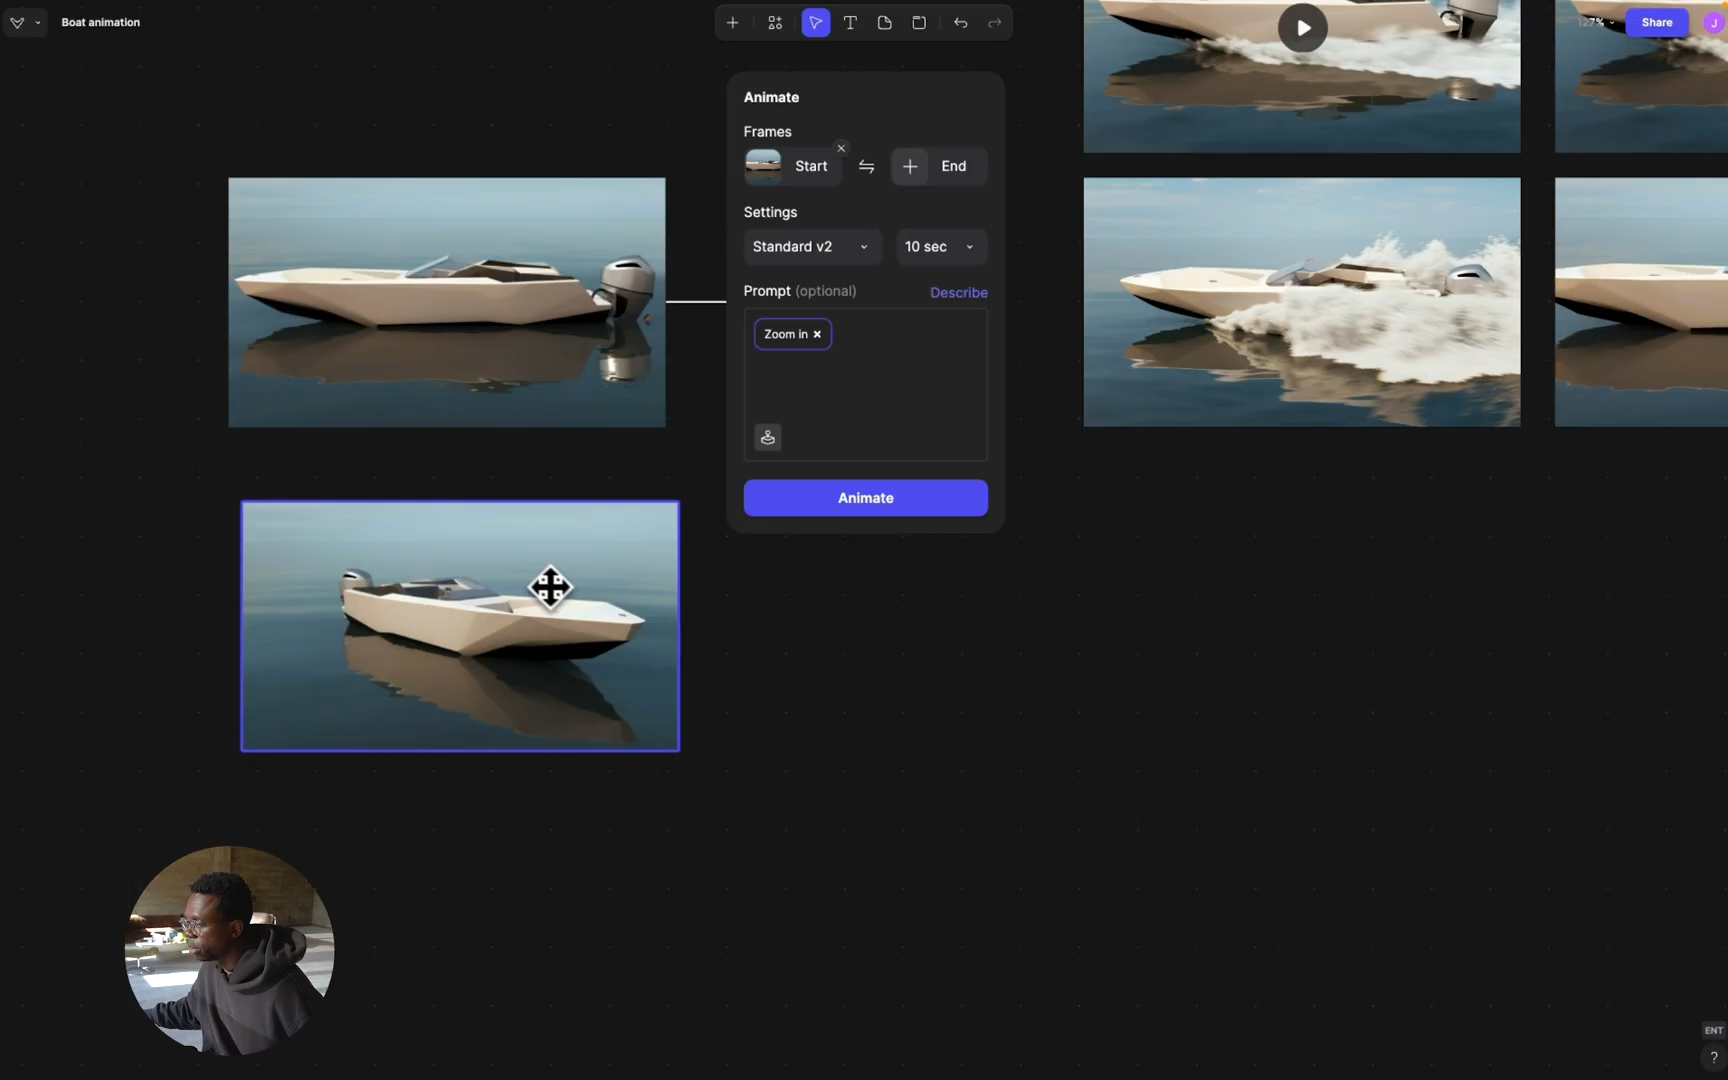 Boat animation
127%
Share
J
Animate
Frames
Start
End
Settings
Standard v2
10 sec
Prompt (optional)
Describe
Zoom in
Animate
ENT
?